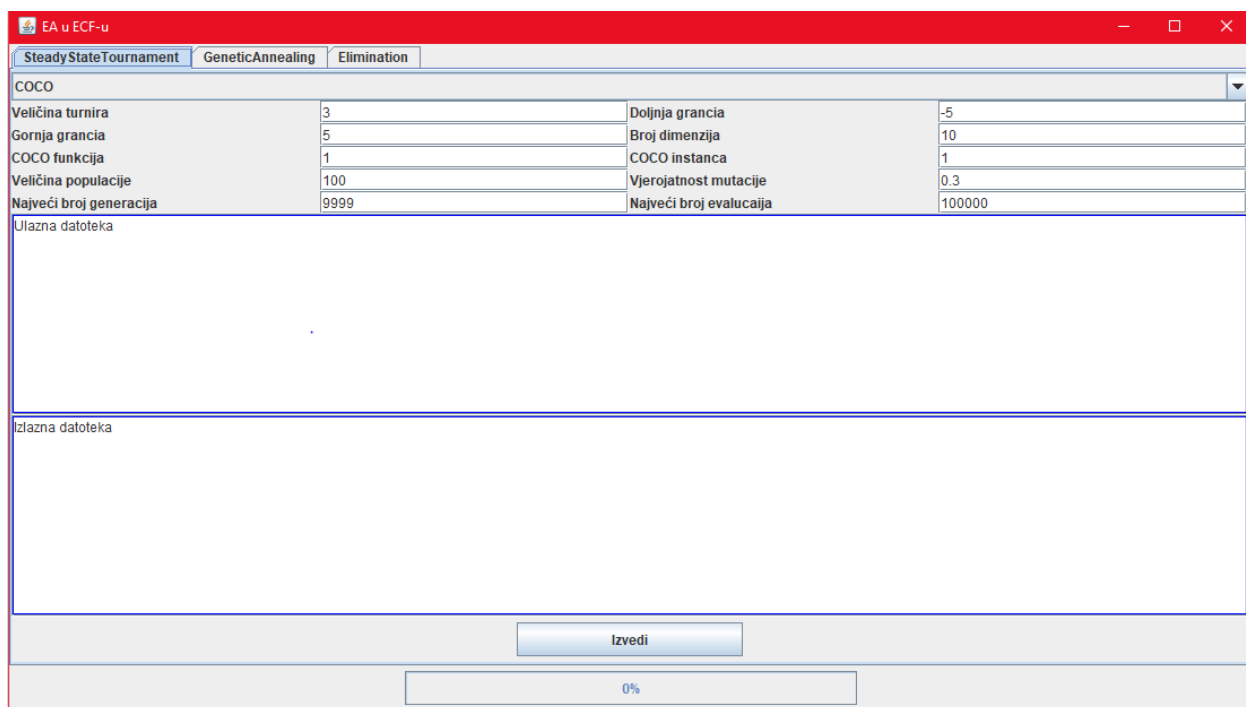 EA u ECF-u
SteadyStateTournament GeneticAnnealing Elimination
COCO
Veličina turnira 3 Doljnja grancia -5
Gornja grancia 5 Broj dimenzija 10
COCO funkcija 1 COCO instanca 1
Veličina populacije 100 Vjerojatnost mutacije 0.3
Najveći broj generacija 9999 Najveći broj evalucaija 100000
Ulazna datoteka
Izlazna datoteka
Izvedi
0%